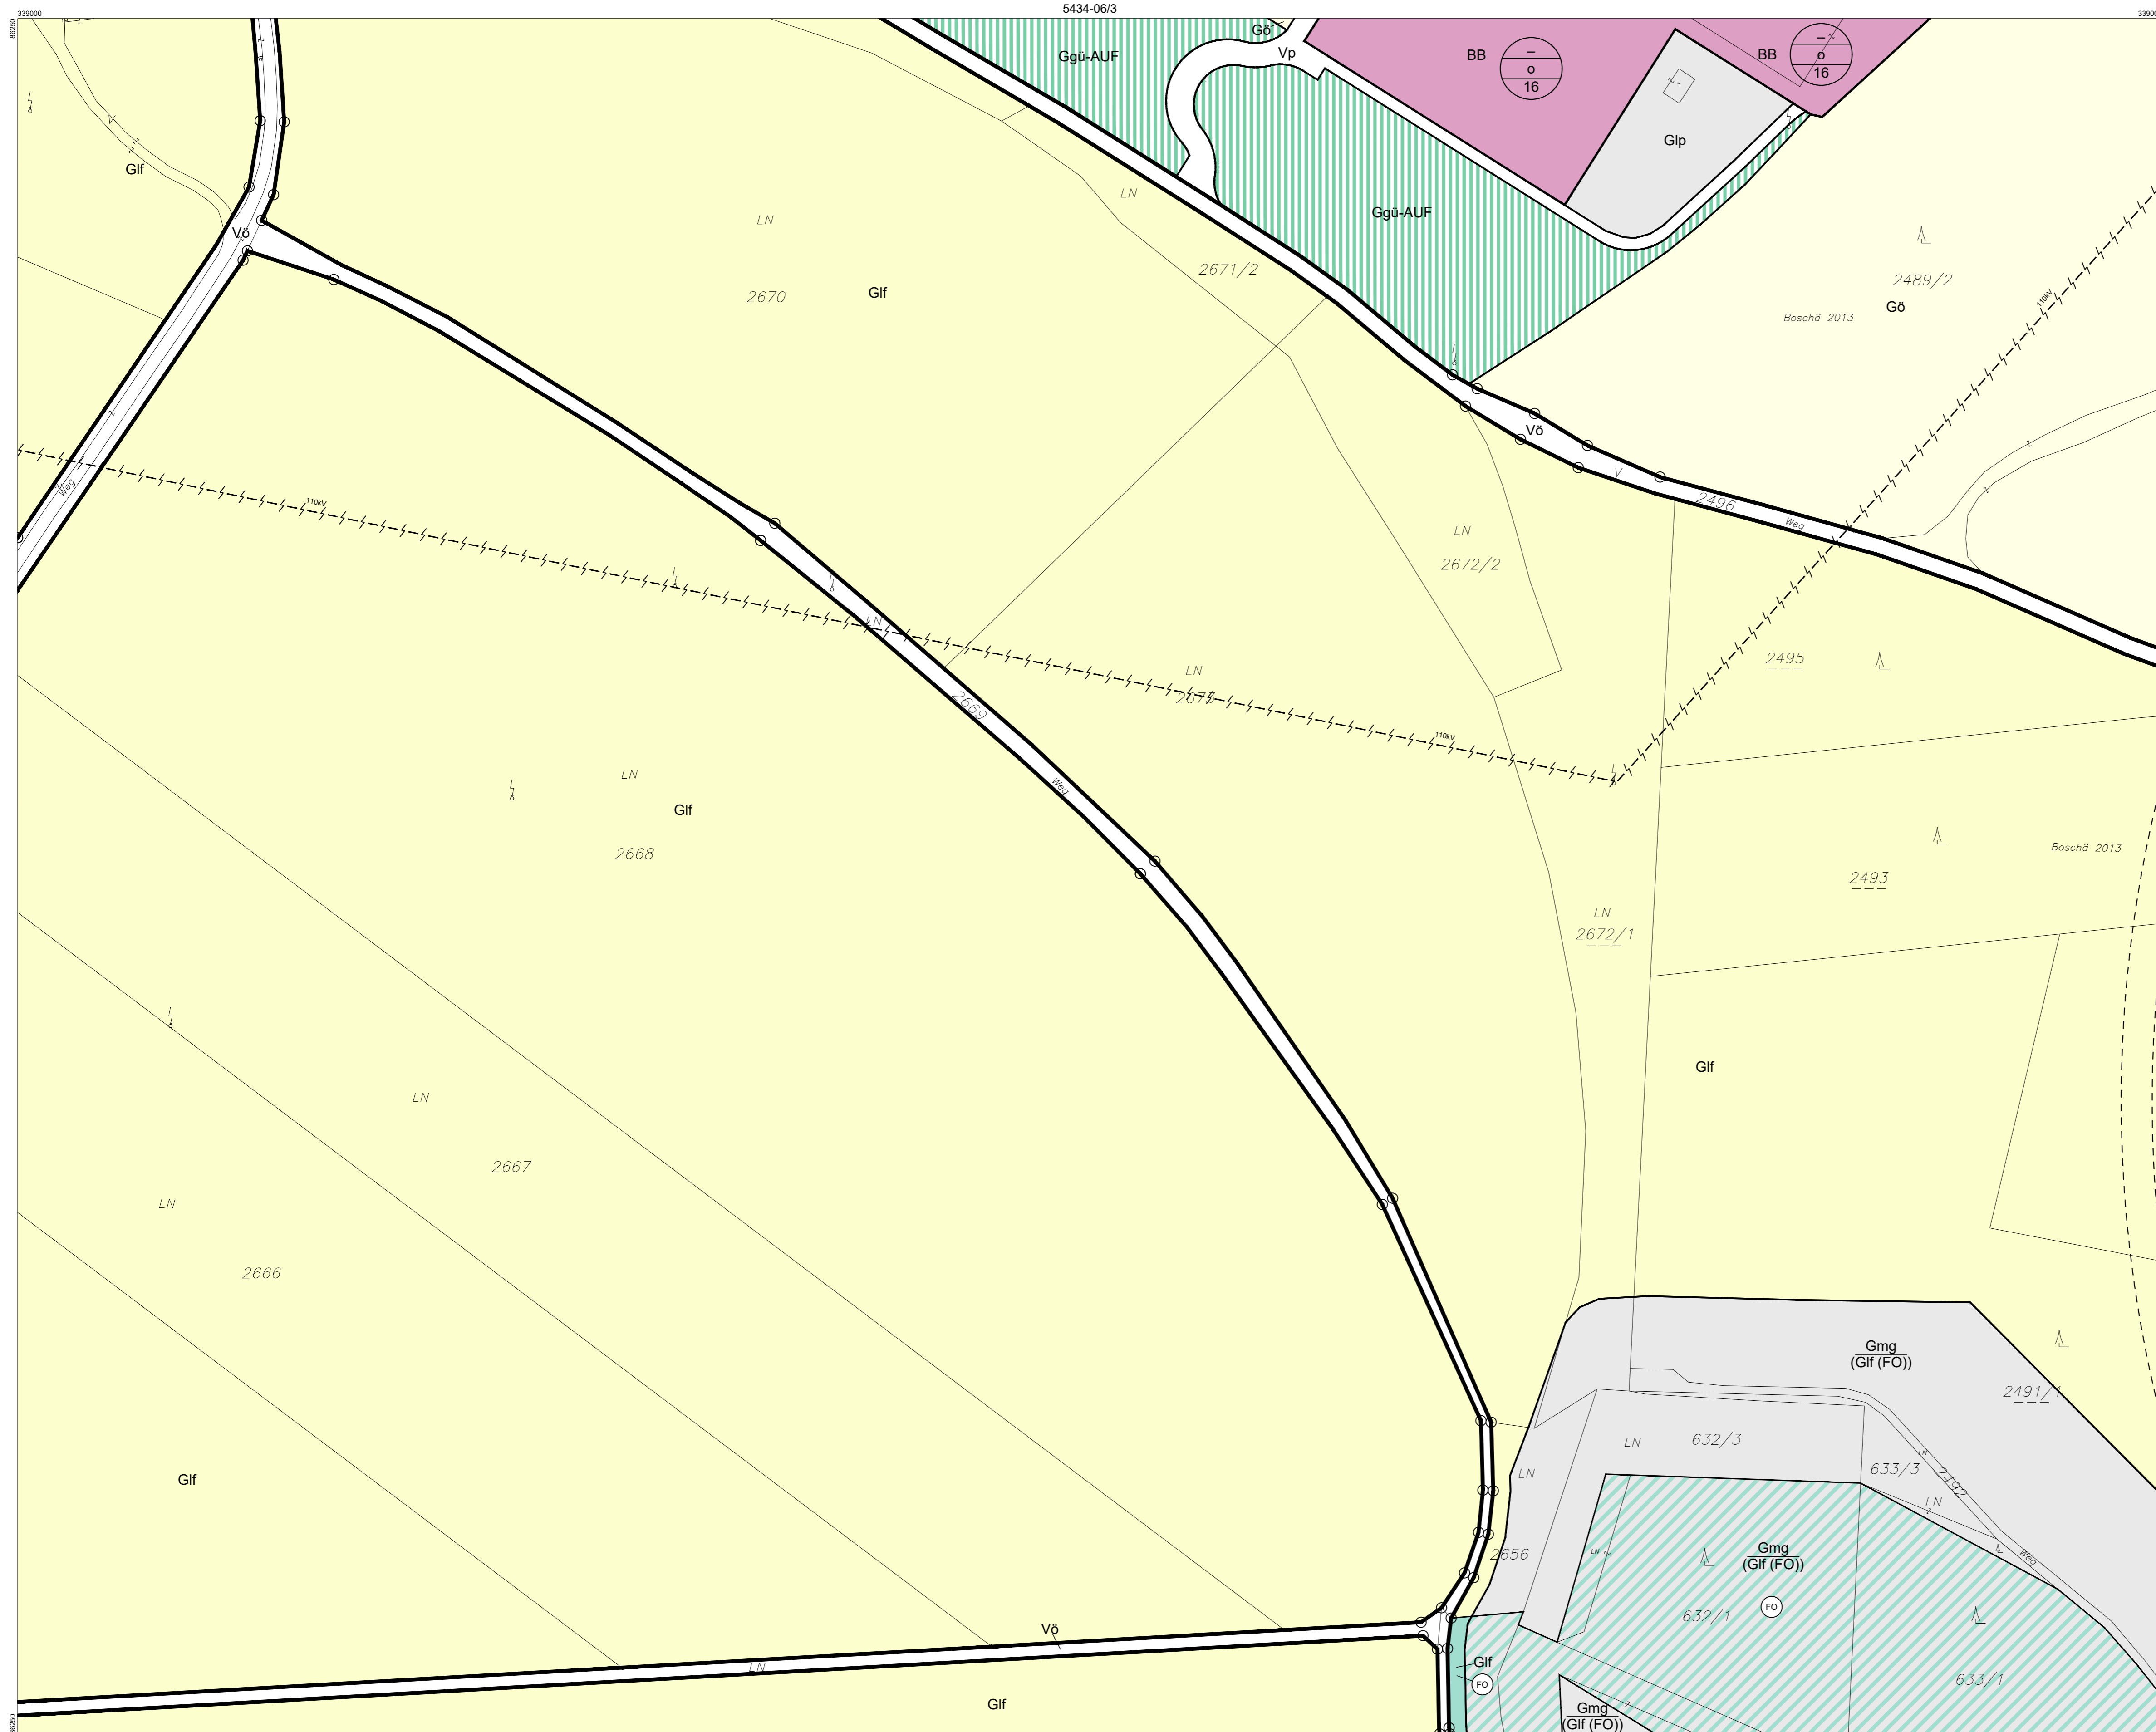 5434-06/3
339000
86250
Gö
Ggü-AUF
Vp
BB
–
o
16
BB
–
o
16
Glp
V
Glf
LN
LN
Ggü-AUF
Vö
2671/2
2489/2
2670
Glf
Gö
Boschä 2013
110kV
Vö
V
Weg
110kV
2496
Weg
LN
2672/2
LN
2495
LN
2669
110kV
LN
Weg
Glf
2668
Boschä 2013
2493
LN
2672/1
Glf
LN
2667
LN
2666
Gmg
(Glf (FO))
2491/1
LN
632/3
LN
633/3
2492
LN
LN
Glf
2656
LN
Gmg
(Glf (FO))
Weg
FO
632/1
Vö
LN
Glf
FO
633/1
Glf
Gmg
(Glf (FO))